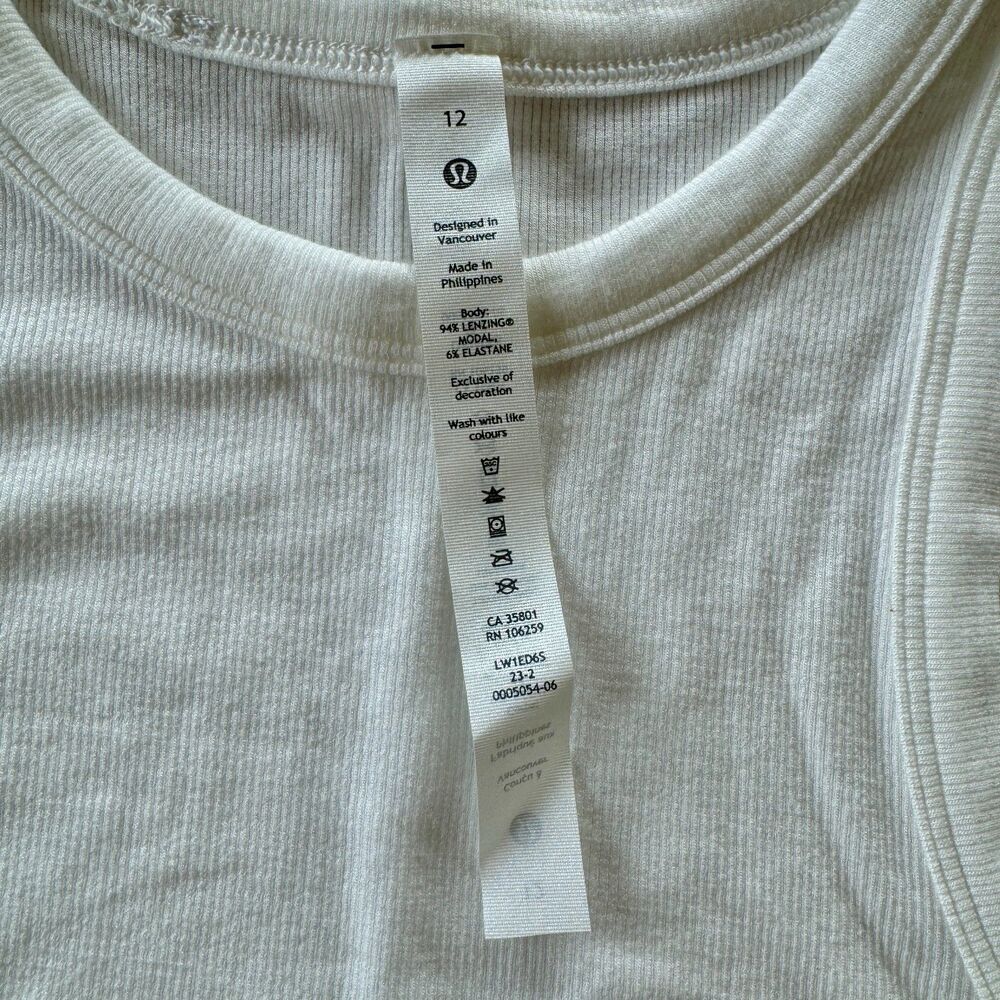 12
Designed in
Vancouver
Made in
Philippines
Body:
94% LENZING®
MODAL,
6% ELASTANE
Exclusive of
decoration
Wash with like
colours
CA 35801
RN 106259
LW1ED6S
23-2
0005054-06